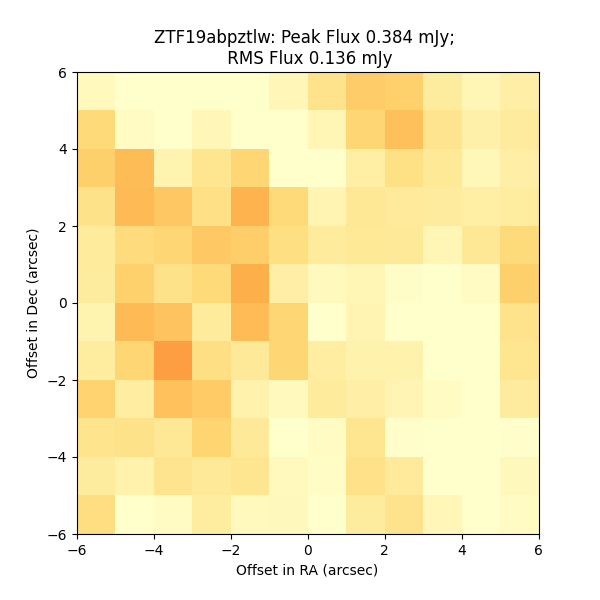 ZTF19abpztlw: Peak Flux 0.384 mJy;
RMS Flux 0.136 mJy
6
4
2
0
−2
−4
−6
Offset in Dec (arcsec)
−6 −4 −2 0 2 4 6
Offset in RA (arcsec)